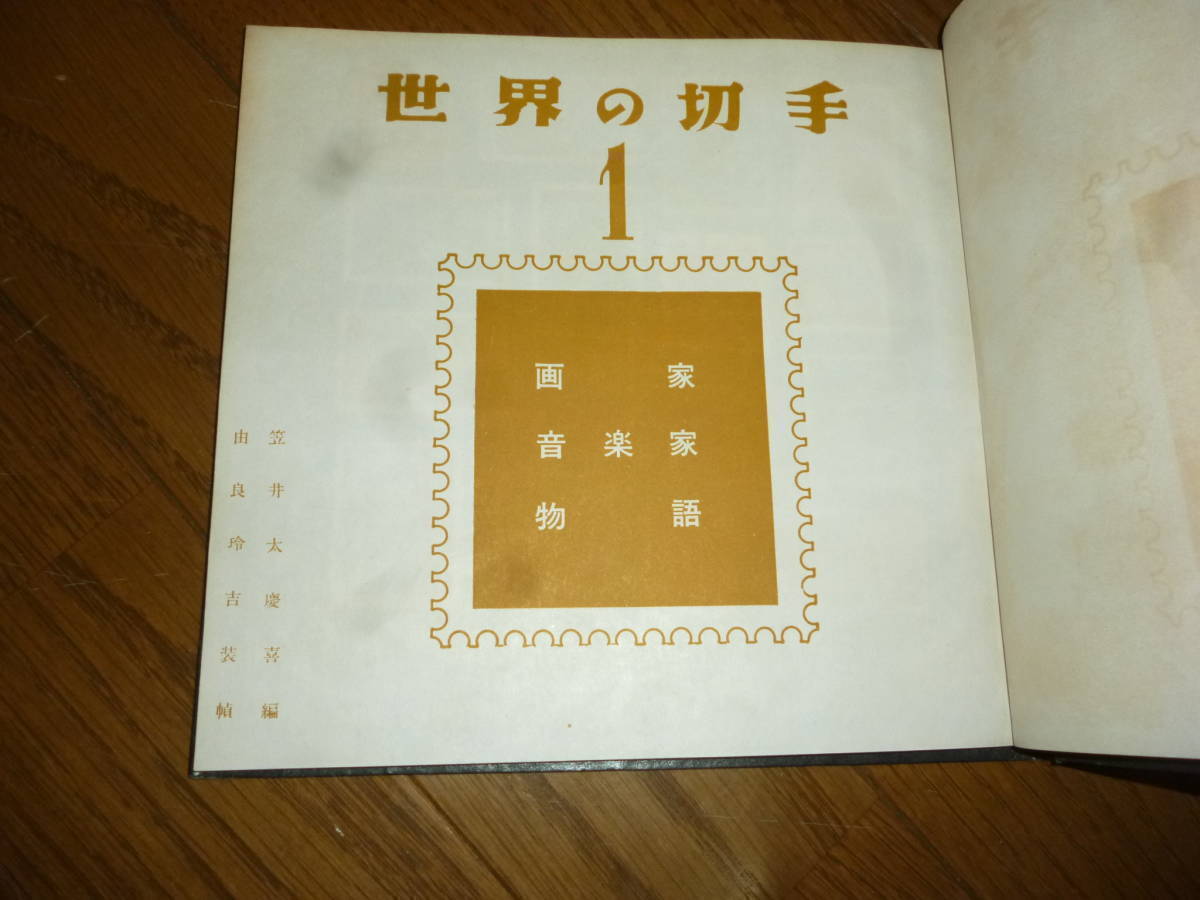 世界の切手
1
画家
音楽家
物語
笠井太慶喜編
由良玲吉装幀